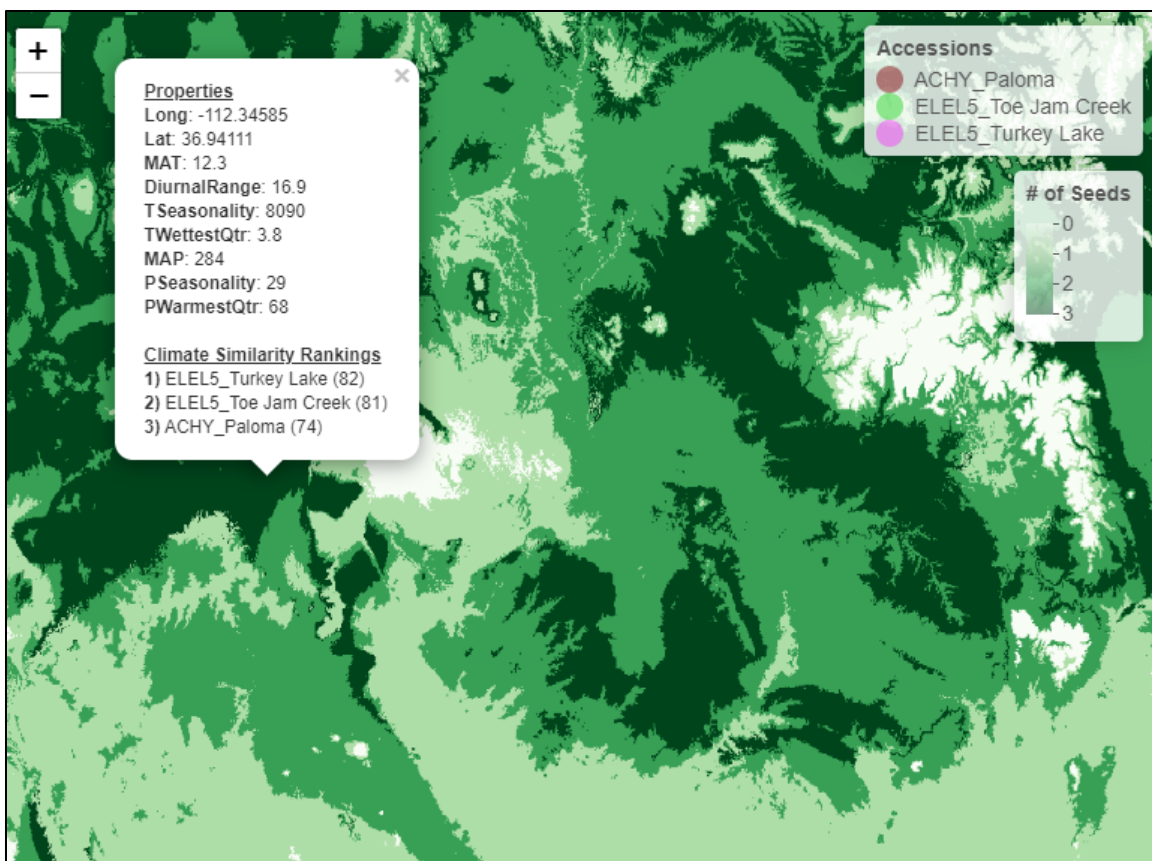 +
−
×
Properties
Long: -112.34585
Lat: 36.94111
MAT: 12.3
DiurnalRange: 16.9
TSeasonality: 8090
TWettestQtr: 3.8
MAP: 284
PSeasonality: 29
PWarmestQtr: 68
Climate Similarity Rankings
1) ELEL5_Turkey Lake (82)
2) ELEL5_Toe Jam Creek (81)
3) ACHY_Paloma (74)
Accessions
ACHY_Paloma
ELEL5_Toe Jam Creek
ELEL5_Turkey Lake
# of Seeds
0
1
2
3